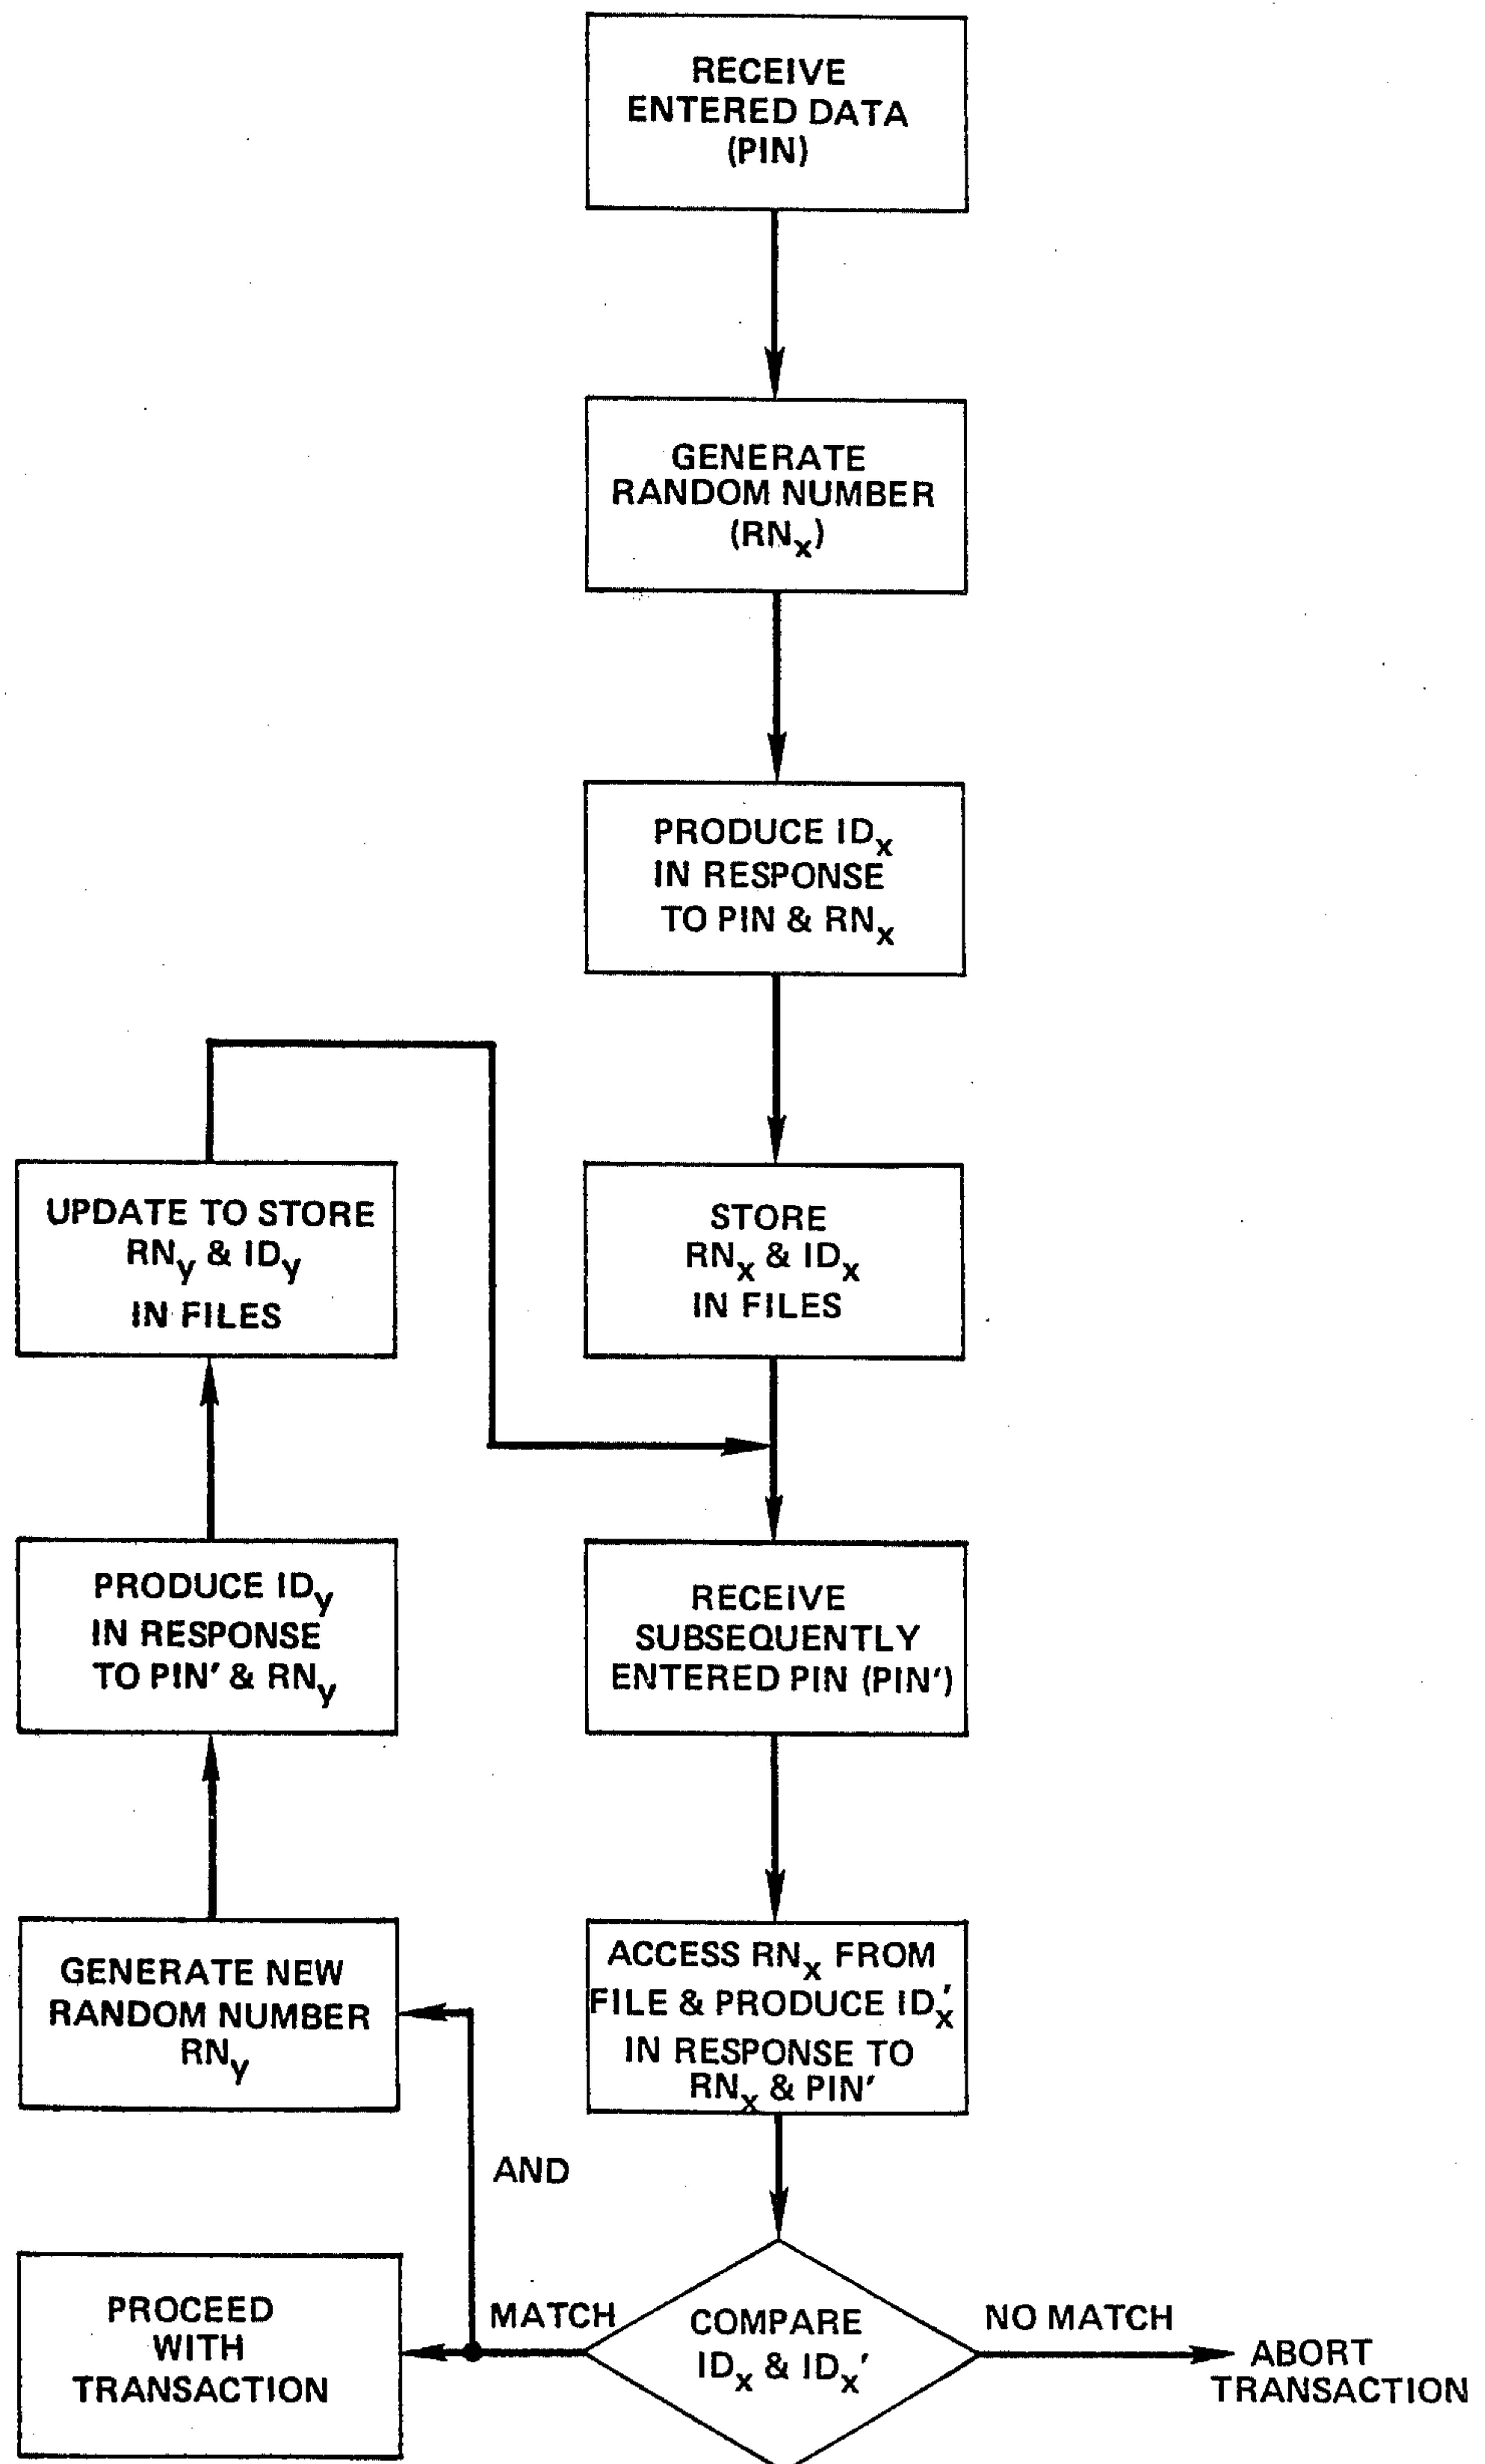 RECEIVE
ENTERED DATA
(PIN)
GENERATE
RANDOM NUMBER
(RNx)
PRODUCE IDx
IN RESPONSE
TO PIN & RNx
UPDATE TO STORE
RNy & IDy
IN FILES
STORE
RNx & IDx
IN FILES
PRODUCE IDy
IN RESPONSE
TO PIN' & RNy
RECEIVE
SUBSEQUENTLY
ENTERED PIN (PIN')
GENERATE NEW
RANDOM NUMBER
RNy
ACCESS RNx FROM
FILE & PRODUCE IDx'
IN RESPONSE TO
RNx & PIN'
AND
PROCEED
WITH
TRANSACTION
MATCH
COMPARE
IDx & IDx'
NO MATCH
ABORT
TRANSACTION